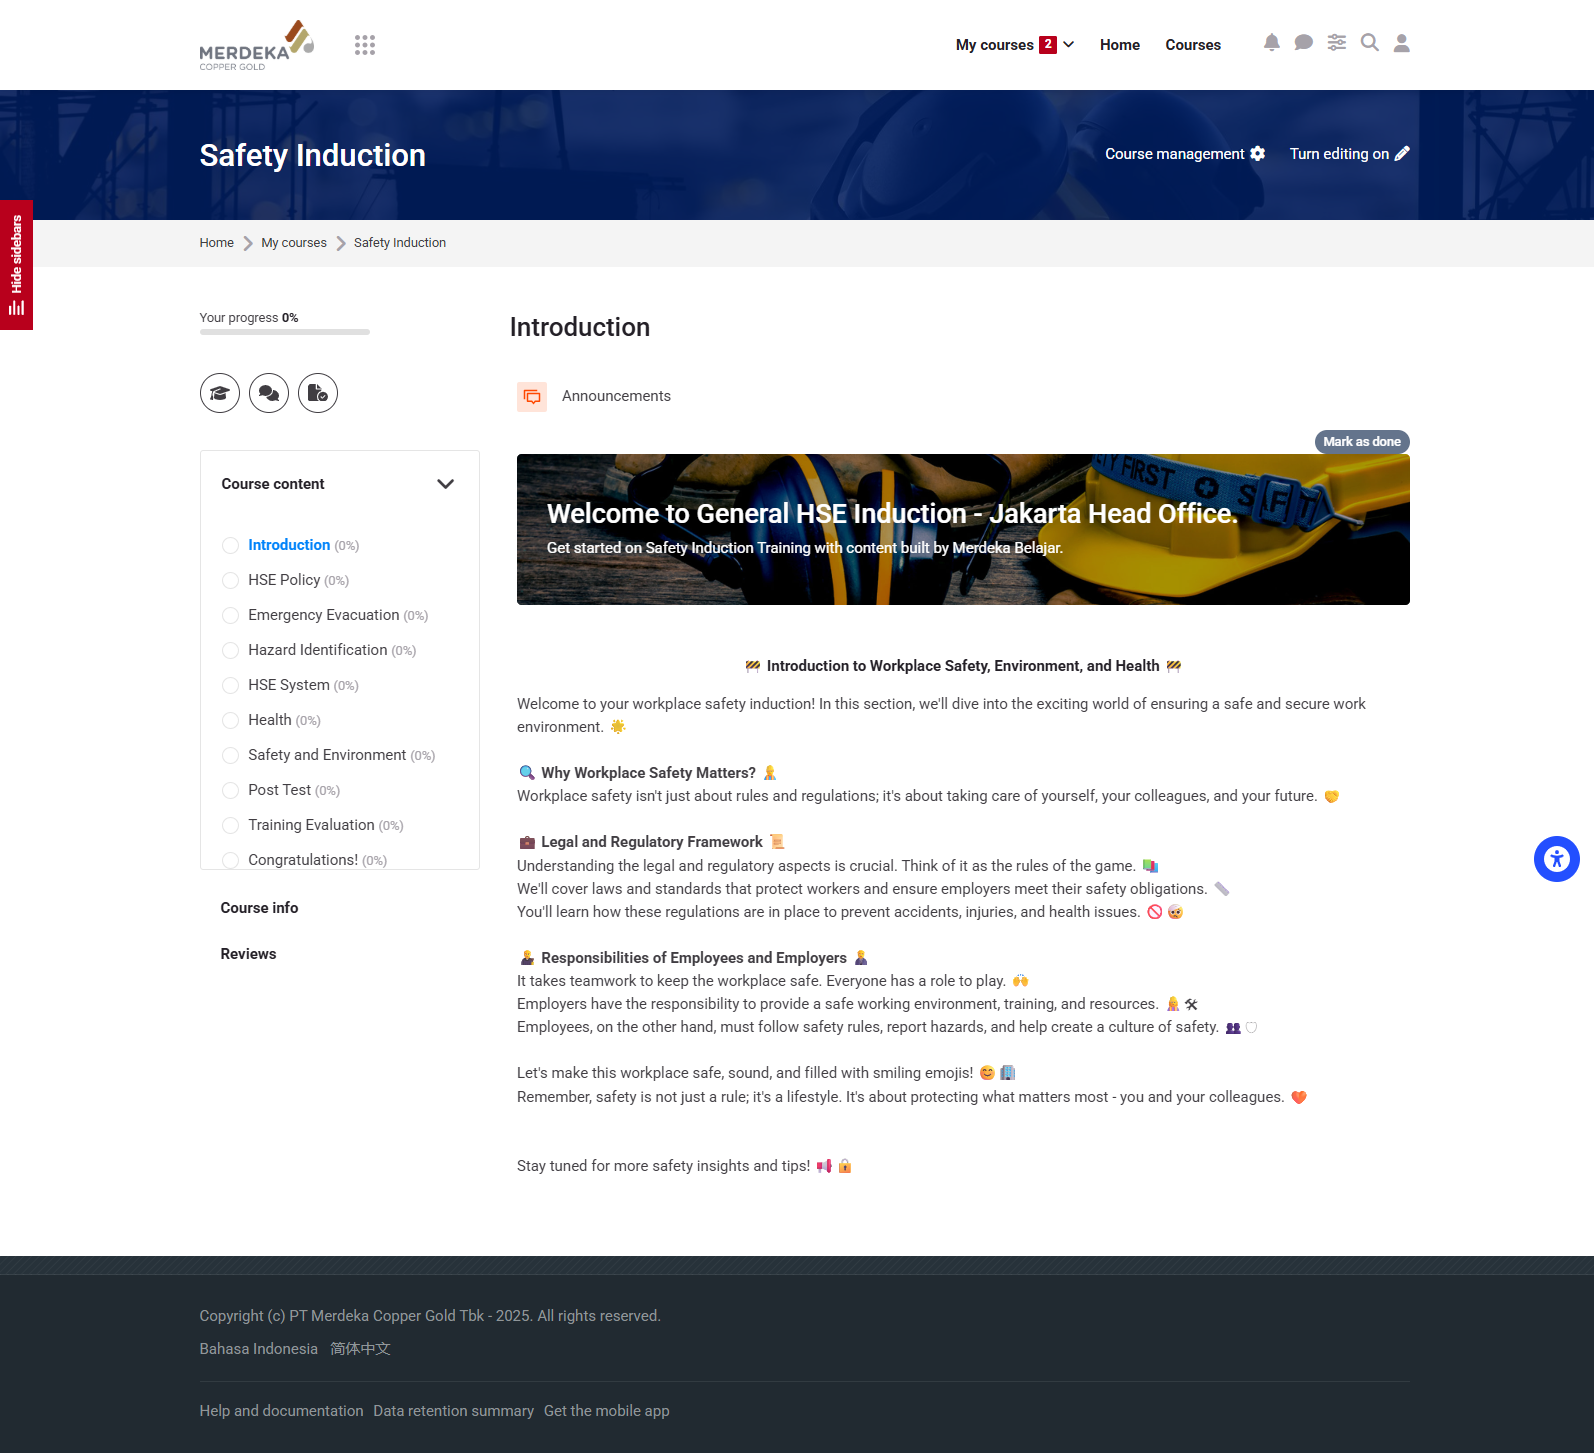 MERDEKA
COPPER GOLD
My courses 2
Home
Courses
Safety Induction
Course management
Turn editing on
Hide sidebars
Home
My courses
Safety Induction
Your progress 0%
Course content
Introduction (0%)
HSE Policy (0%)
Emergency Evacuation (0%)
Hazard Identification (0%)
HSE System (0%)
Health (0%)
Safety and Environment (0%)
Post Test (0%)
Training Evaluation (0%)
Congratulations! (0%)
Course info
Reviews
Introduction
Announcements
Mark as done
Welcome to General HSE Induction - Jakarta Head Office.
Get started on Safety Induction Training with content built by Merdeka Belajar.
🚧 Introduction to Workplace Safety, Environment, and Health 🚧
Welcome to your workplace safety induction! In this section, we'll dive into the exciting world of ensuring a safe and secure work
environment. 🌟
🔍 Why Workplace Safety Matters? 👷
Workplace safety isn't just about rules and regulations; it's about taking care of yourself, your colleagues, and your future. 🤝
💼 Legal and Regulatory Framework 📜
Understanding the legal and regulatory aspects is crucial. Think of it as the rules of the game. 📚
We'll cover laws and standards that protect workers and ensure employers meet their safety obligations. 📏
You'll learn how these regulations are in place to prevent accidents, injuries, and health issues. 🚫🤕
Responsibilities of Employees and Employers
It takes teamwork to keep the workplace safe. Everyone has a role to play. 🙌
Employers have the responsibility to provide a safe working environment, training, and resources. 👷🛠
Employees, on the other hand, must follow safety rules, report hazards, and help create a culture of safety. 👥🛡
Let's make this workplace safe, sound, and filled with smiling emojis! 😊🏢
Remember, safety is not just a rule; it's a lifestyle. It's about protecting what matters most - you and your colleagues. ❤
Stay tuned for more safety insights and tips! 📢🔒
Copyright (c) PT Merdeka Copper Gold Tbk - 2025. All rights reserved.
Bahasa Indonesia 简体中文
Help and documentation Data retention summary Get the mobile app